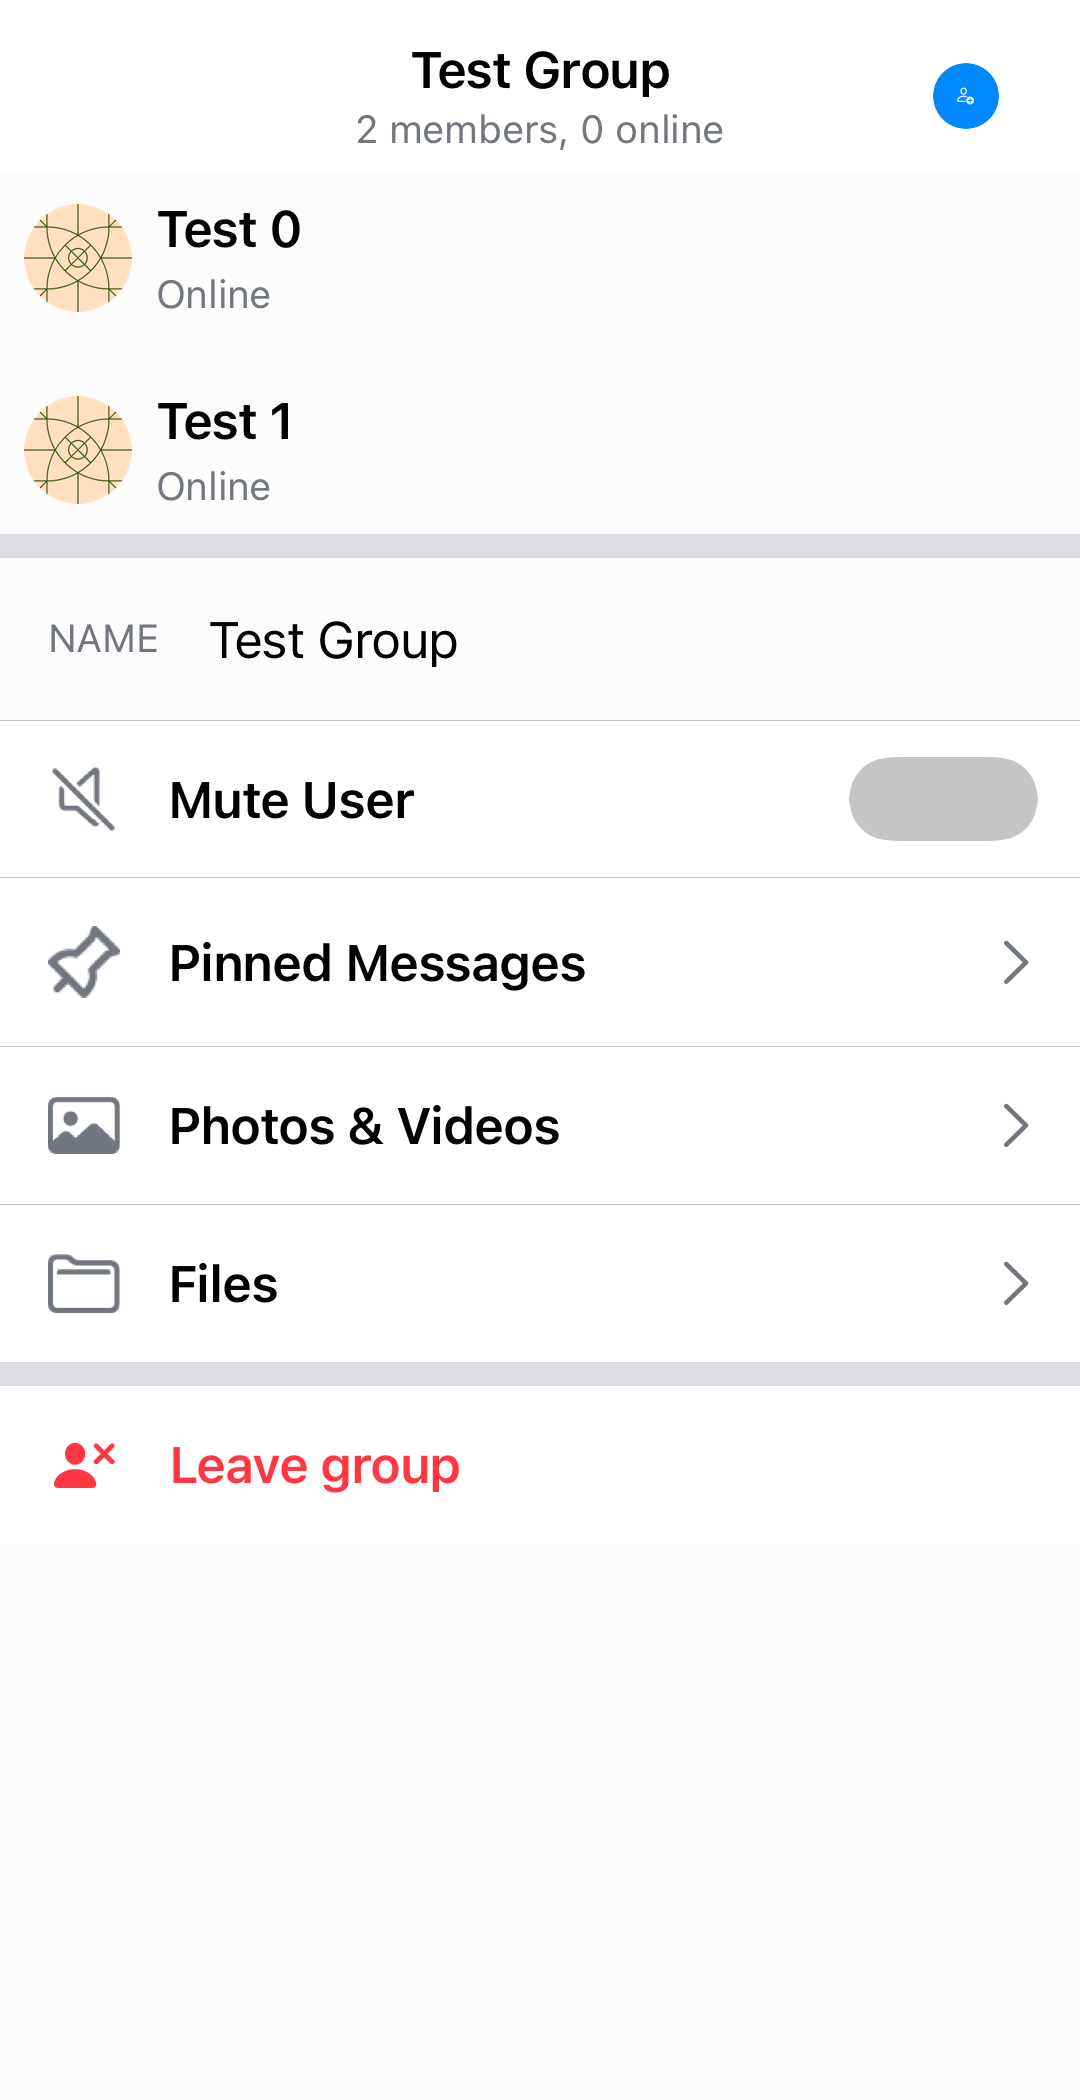 Test Group
2 members, 0 online
Test 0
Online
Test 1
Online
NAME Test Group
Mute User
Pinned Messages
Photos & Videos
Files
Leave group